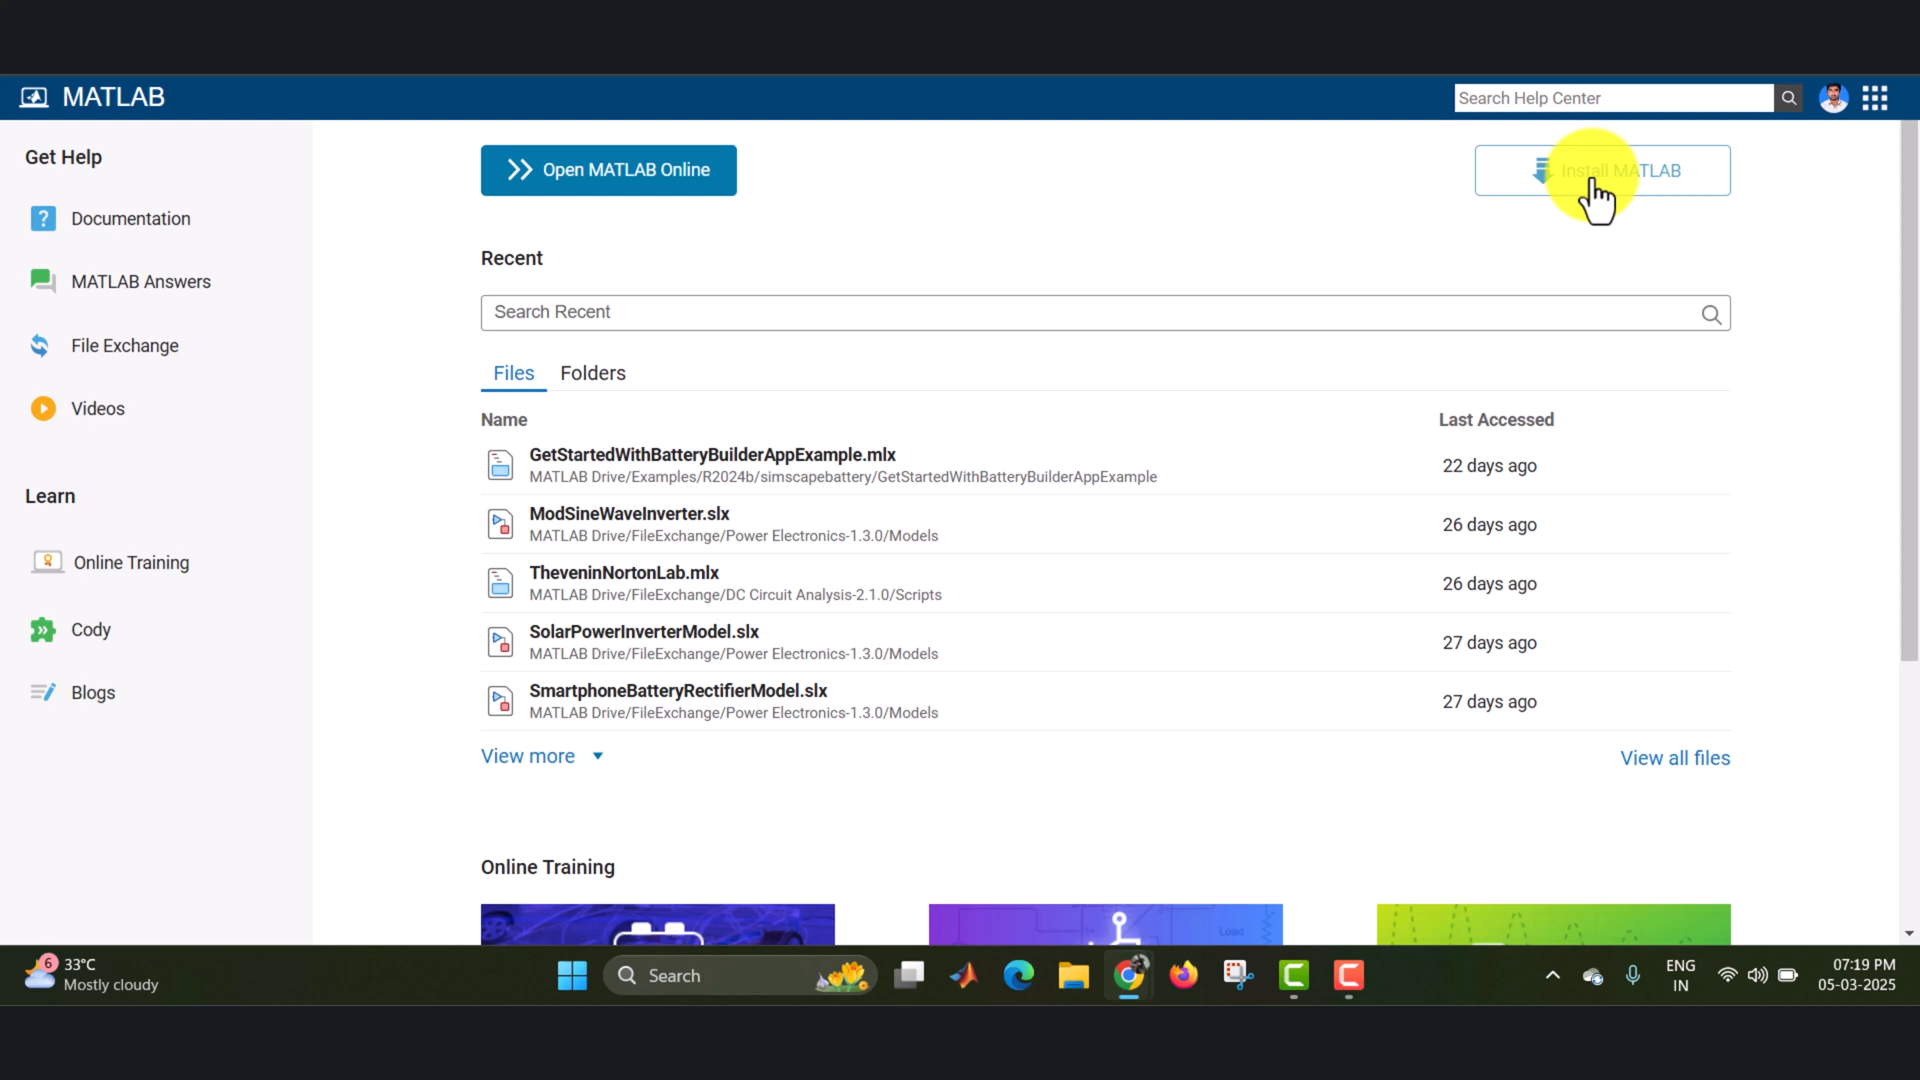 MATLAB
Search Help Center
Get Help
Documentation
MATLAB Answers
File Exchange
Videos
Learn
Online Training
Cody
Blogs
Open MATLAB Online
Install MATLAB
Recent
Search Recent
Files Folders
Name Last Accessed
GetStartedWithBatteryBuilderAppExample.mlx
MATLAB Drive/Examples/R2024b/simscapebattery/GetStartedWithBatteryBuilderAppExample
22 days ago
ModSineWaveInverter.slx
MATLAB Drive/FileExchange/Power Electronics-1.3.0/Models
26 days ago
TheveninNortonLab.mlx
MATLAB Drive/FileExchange/DC Circuit Analysis-2.1.0/Scripts
26 days ago
SolarPowerInverterModel.slx
MATLAB Drive/FileExchange/Power Electronics-1.3.0/Models
27 days ago
SmartphoneBatteryRectifierModel.slx
MATLAB Drive/FileExchange/Power Electronics-1.3.0/Models
27 days ago
View more View all files
Online Training
Load
6
33°C
Mostly cloudy
Search
ENG
IN
07:19 PM
05-03-2025